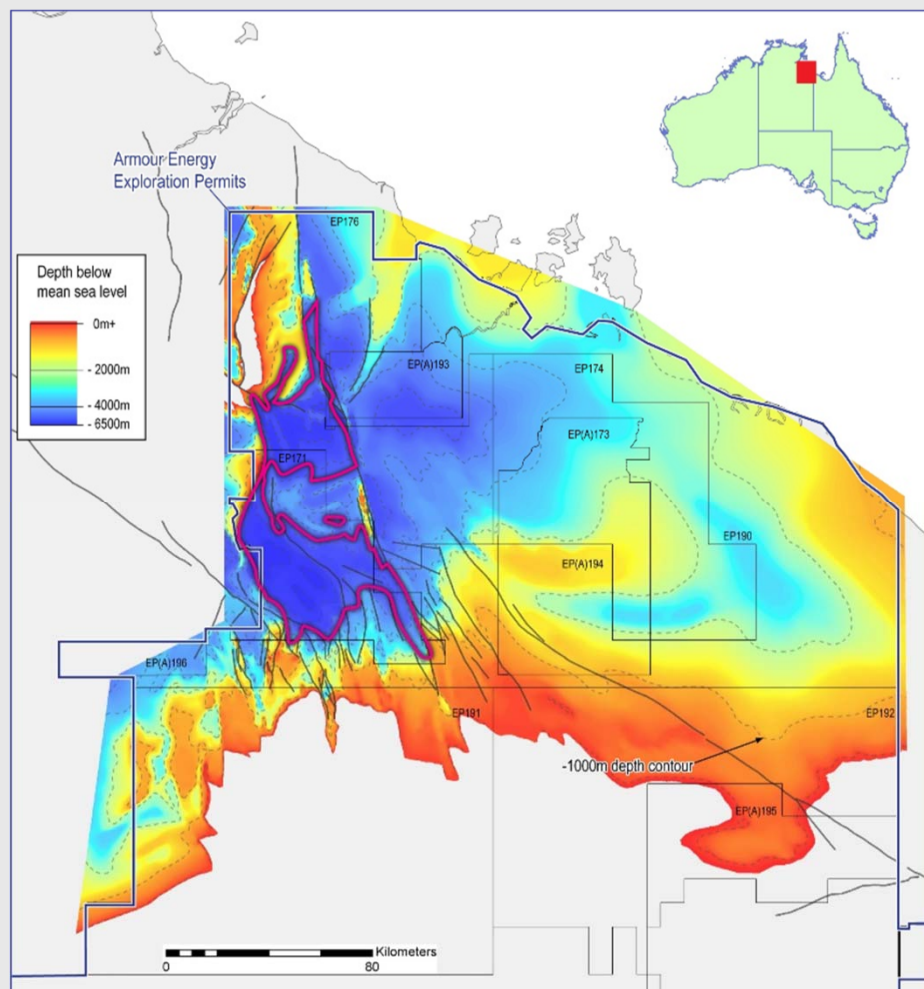 Armour Energy
Exploration Permits
EP176
Depth below
mean sea level
0m+
- 2000m
- 4000m
- 6500m
EP(A)193
EP174
EP(A)173
EP171
EP190
EP(A)194
EP(A)196
EP191
EP192
-1000m depth contour
EP(A)195
Kilometers
0
80